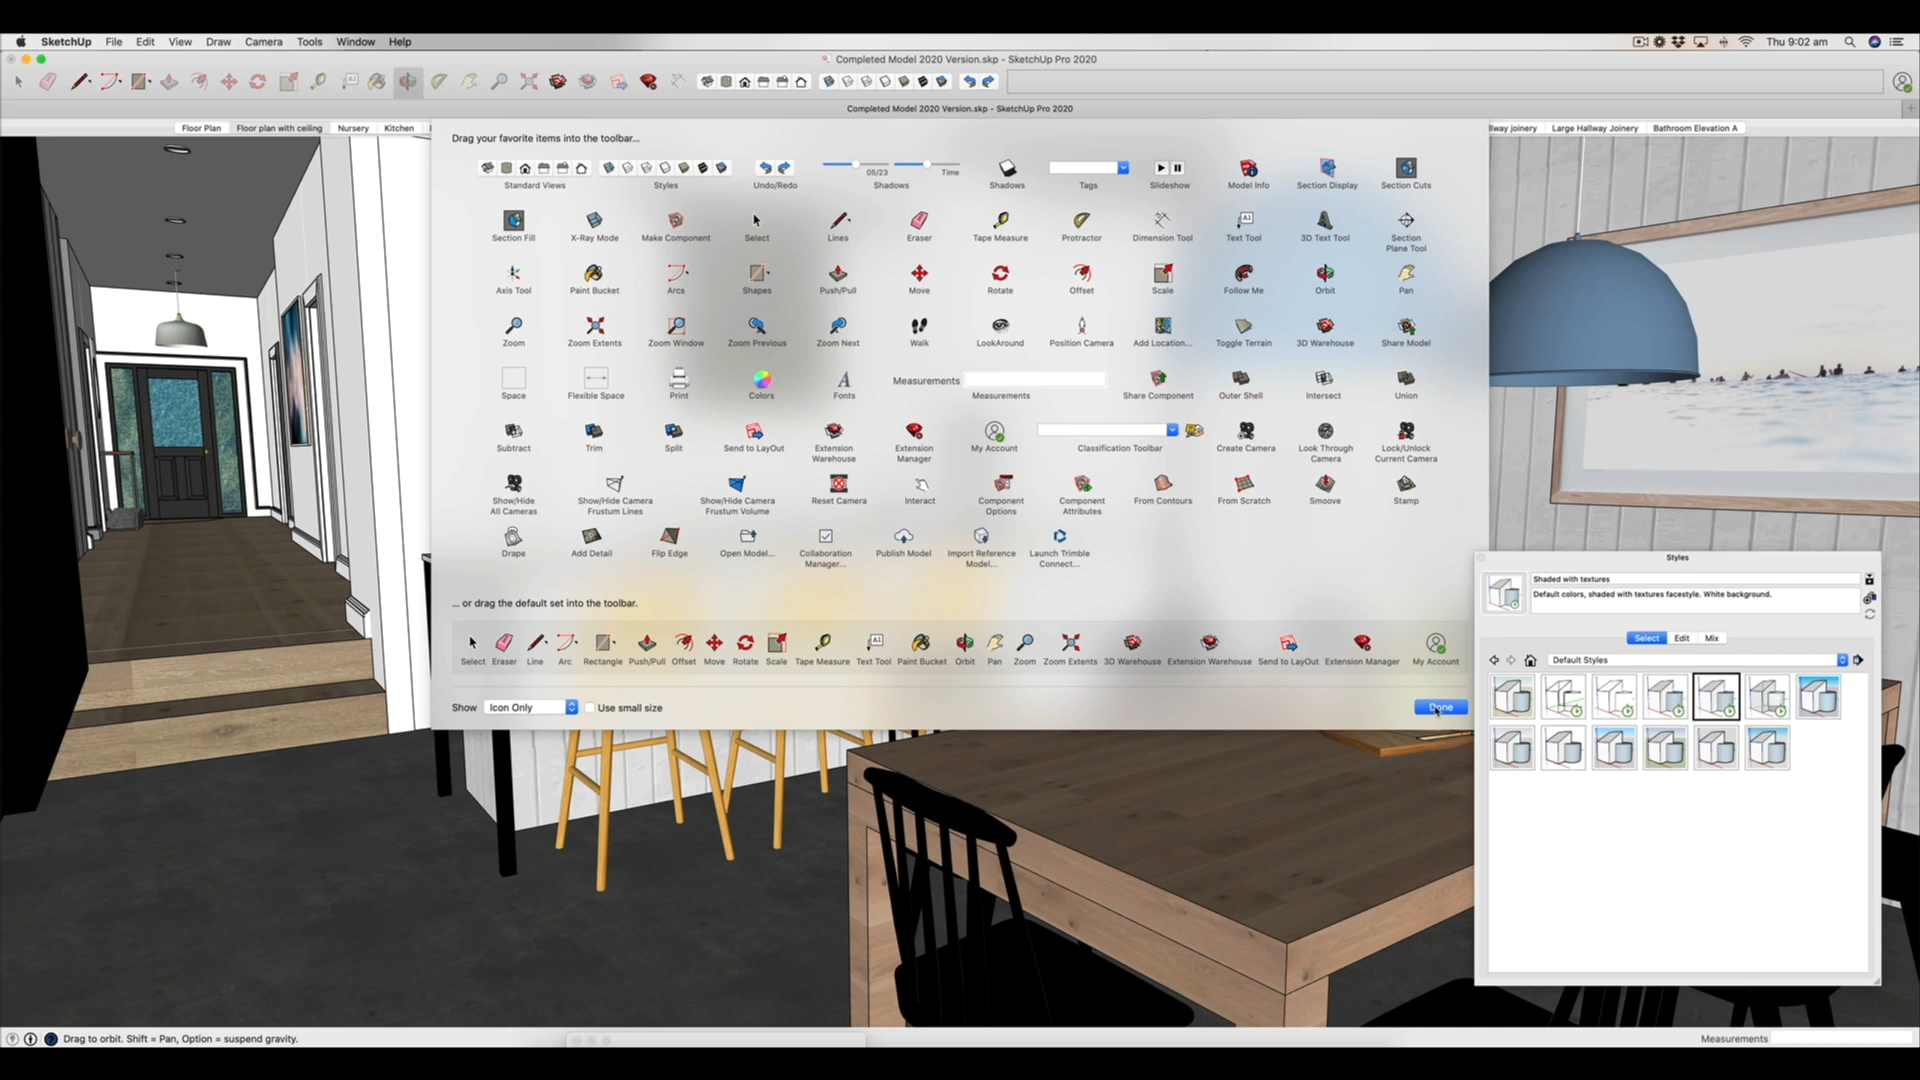 SketchUp File Edit View Draw Camera Tools Window Help Thu 9:02 am
Completed Model 2020 Version.skp - SketchUp Pro 2020
Completed Model 2020 Version.skp - SketchUp Pro 2020
Floor Plan Floor plan with ceiling Nursery Kitchen llway joinery Large Hallway Joinery Bathroom Elevation A
Drag your favorite items into the toolbar...
05/23 Time
Standard Views Styles Undo/Redo Shadows Shadows Tags Slideshow Model Info Section Display Section Cuts
Section Fill X-Ray Mode Make Component Select Lines Eraser Tape Measure Protractor Dimension Tool Text Tool 3D Text Tool Section Plane Tool
Axis Tool Paint Bucket Arcs Shapes Push/Pull Move Rotate Offset Scale Follow Me Orbit Pan
Zoom Zoom Extents Zoom Window Zoom Previous Zoom Next Walk LookAround Position Camera Add Location... Toggle Terrain 3D Warehouse Share Model
Measurements
Space Flexible Space Print Colors Fonts Measurements Share Component Outer Shell Intersect Union
Subtract Trim Split Send to LayOut Extension Warehouse Extension Manager My Account Classification Toolbar Create Camera Look Through Camera Lock/Unlock Current Camera
Show/Hide All Cameras Show/Hide Camera Frustum Lines Show/Hide Camera Frustum Volume Reset Camera Interact Component Options Component Attributes From Contours From Scratch Smoove Stamp
Drape Add Detail Flip Edge Open Model... Collaboration Manager... Publish Model Import Reference Model... Launch Trimble Connect...
... or drag the default set into the toolbar.
Select Eraser Line Arc Rectangle Push/Pull Offset Move Rotate Scale Tape Measure Text Tool Paint Bucket Orbit Pan Zoom Zoom Extents 3D Warehouse Extension Warehouse Send to LayOut Extension Manager My Account
Show Icon Only Use small size Done
Styles
Shaded with textures
Default colors, shaded with textures facestyle. White background.
Select Edit Mix
Default Styles
Drag to orbit. Shift = Pan, Option = suspend gravity. Measurements